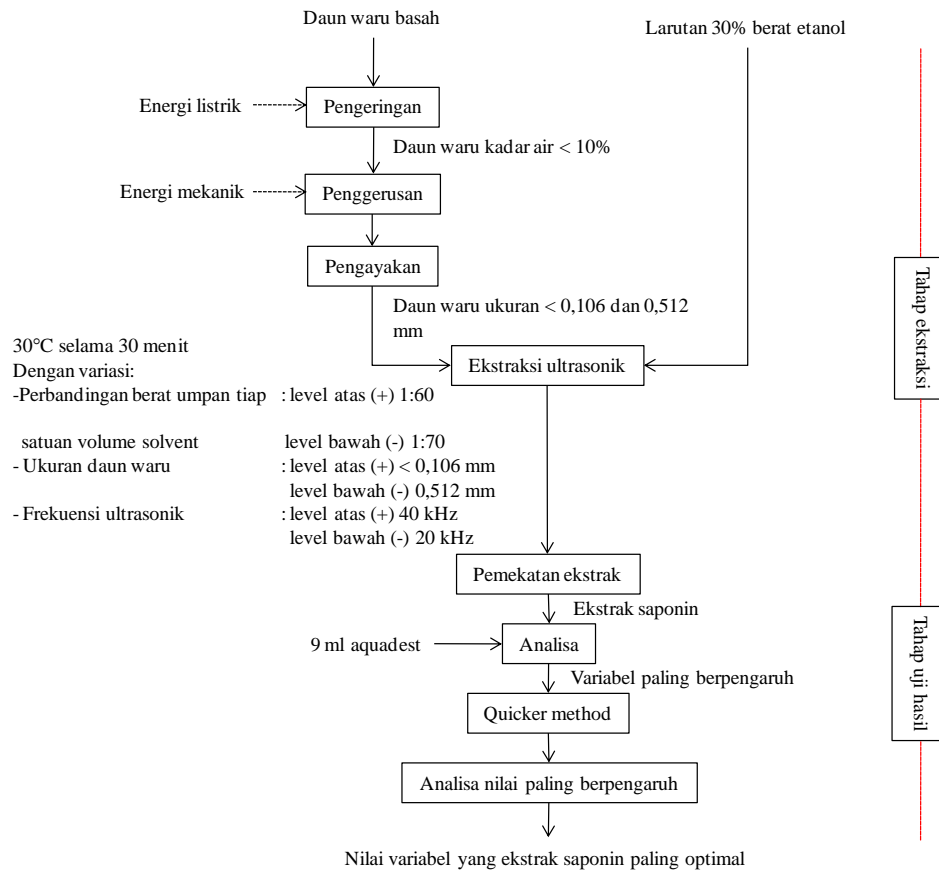 Daun waru basah
Larutan 30% berat etanol
Energi listrik
Pengeringan
Daun waru kadar air < 10%
Energi mekanik
Penggerusan
Pengayakan
Daun waru ukuran < 0,106 dan 0,512
mm
Tahap ekstraksi
30°C selama 30 menit
Dengan variasi:
-Perbandingan berat umpan tiap : level atas (+) 1:60
satuan volume solvent level bawah (-) 1:70
- Ukuran daun waru : level atas (+) < 0,106 mm
level bawah (-) 0,512 mm
- Frekuensi ultrasonik : level atas (+) 40 kHz
level bawah (-) 20 kHz
Ekstraksi ultrasonik
Pemekatan ekstrak
Ekstrak saponin
9 ml aquadest
Analisa
Variabel paling berpengaruh
Tahap uji hasil
Quicker method
Analisa nilai paling berpengaruh
Nilai variabel yang ekstrak saponin paling optimal